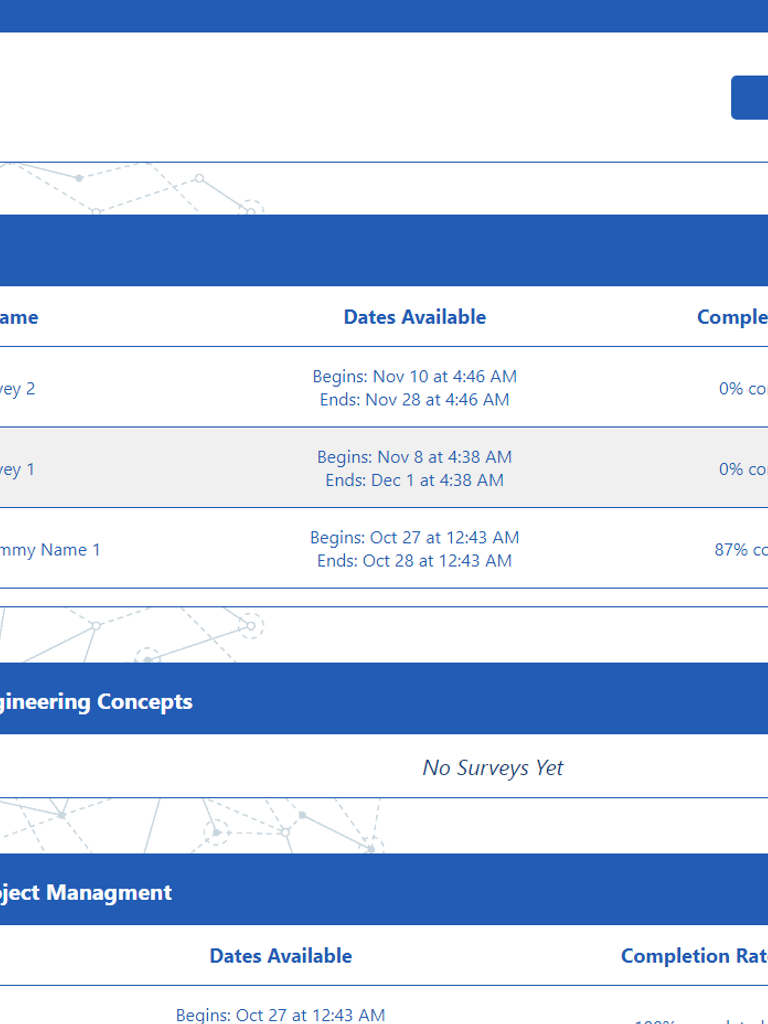 ame Dates Available Comple
vey 2 Begins: Nov 10 at 4:46 AM 0% co
Ends: Nov 28 at 4:46 AM
vey 1 Begins: Nov 8 at 4:38 AM 0% co
Ends: Dec 1 at 4:38 AM
mmy Name 1 Begins: Oct 27 at 12:43 AM 87% co
Ends: Oct 28 at 12:43 AM
gineering Concepts
No Surveys Yet
ject Managment
Dates Available Completion Rat
Begins: Oct 27 at 12:43 AM